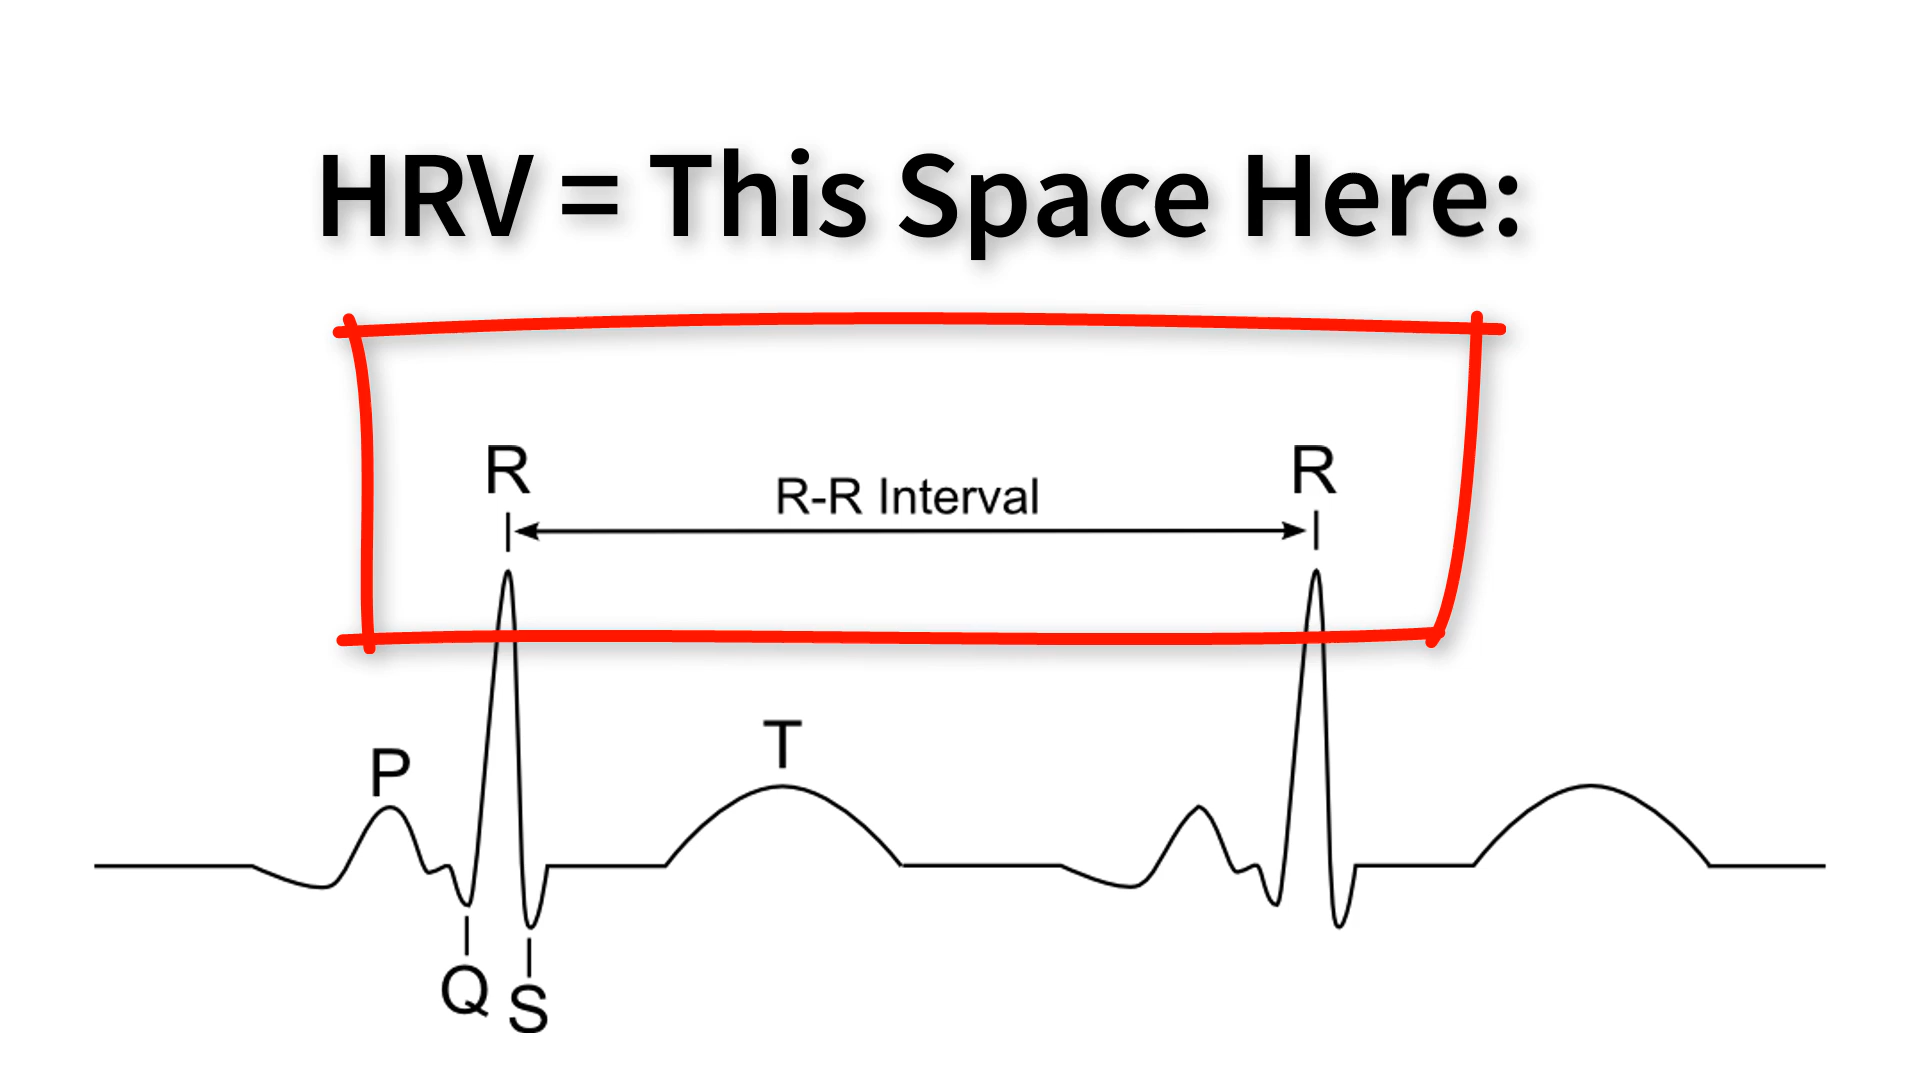 HRV = This Space Here:
R R
R-R Interval
T
P
Q
S